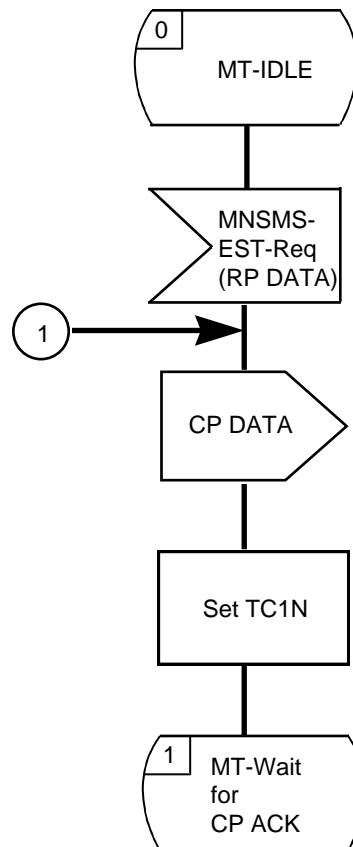 0
MT-IDLE
MNSMS-
EST-Req
(RP DATA)
1
CP DATA
Set TC1N
1
MT-Wait
for
CP ACK